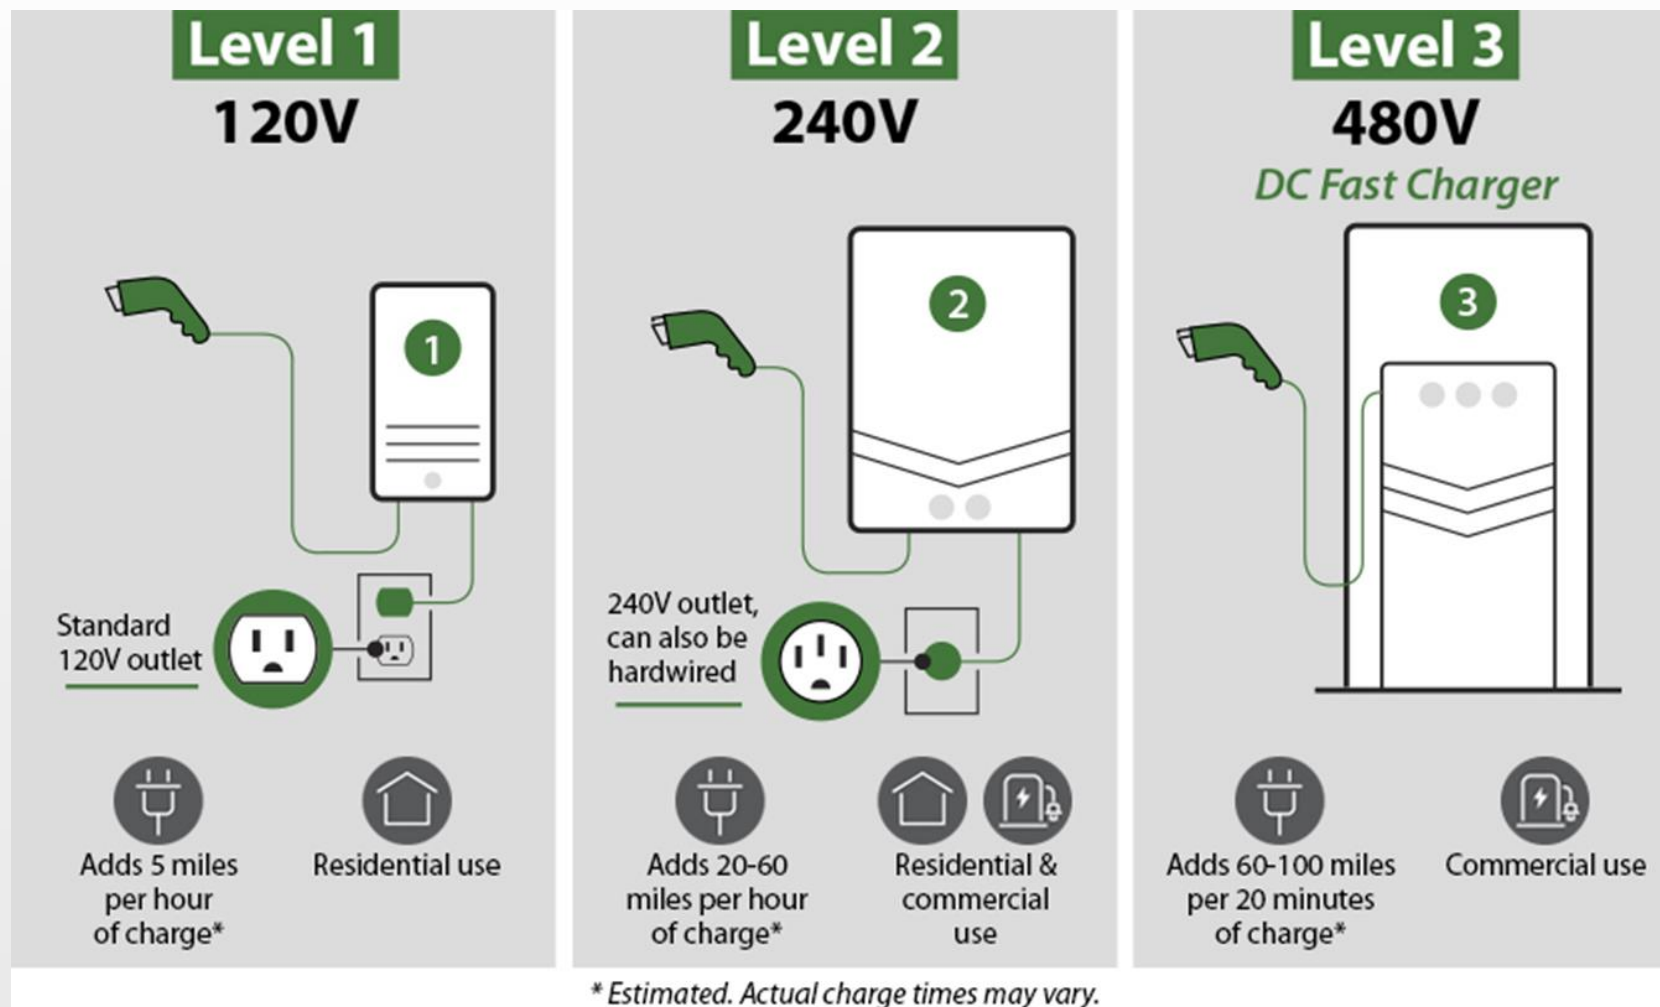 Level 1
120V
1
Standard
120V outlet
Adds 5 miles
per hour
of charge*
Residential use
Level 2
240V
2
240V outlet,
can also be
hardwired
Adds 20-60
miles per hour
of charge*
Residential &
commercial
use
Level 3
480V
DC Fast Charger
3
Adds 60-100 miles
per 20 minutes
of charge*
Commercial use
* Estimated. Actual charge times may vary.